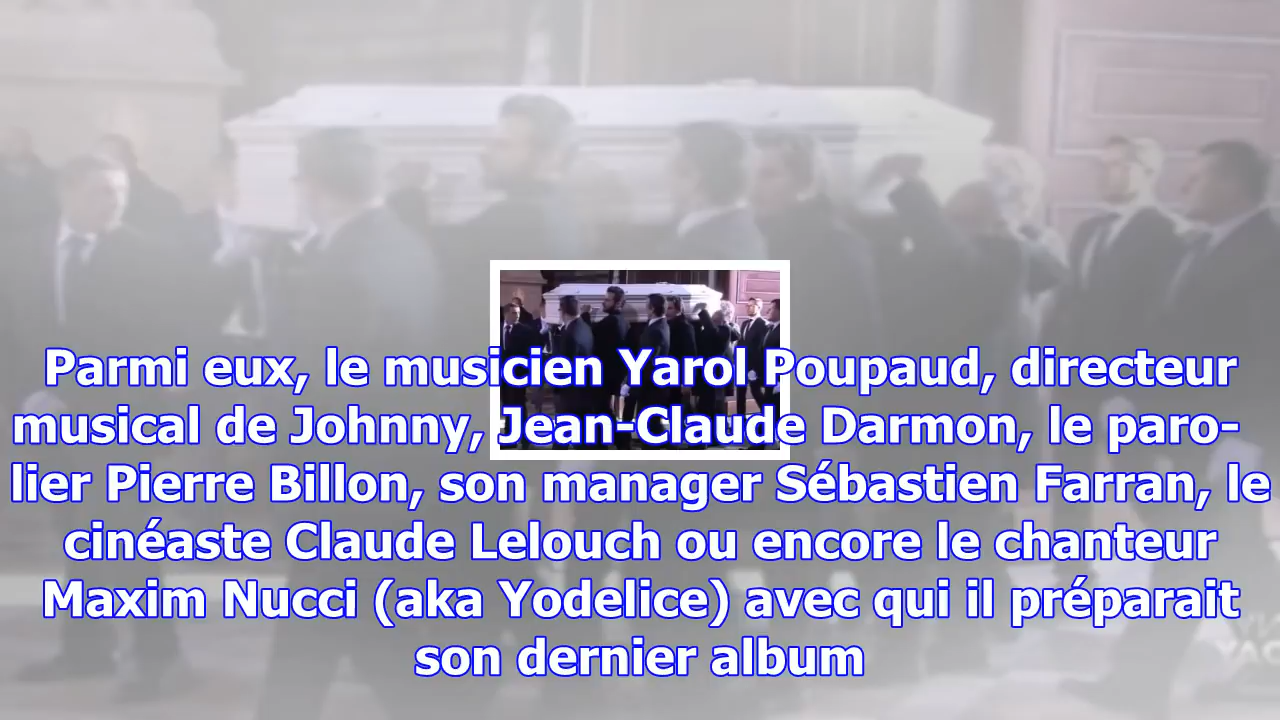 Parmi eux, le musicien Yarol Poupaud, directeur
musical de Johnny, Jean-Claude Darmon, le paro-
lier Pierre Billon, son manager Sébastien Farran, le
cinéaste Claude Lelouch ou encore le chanteur
Maxim Nucci (aka Yodelice) avec qui il préparait
son dernier album